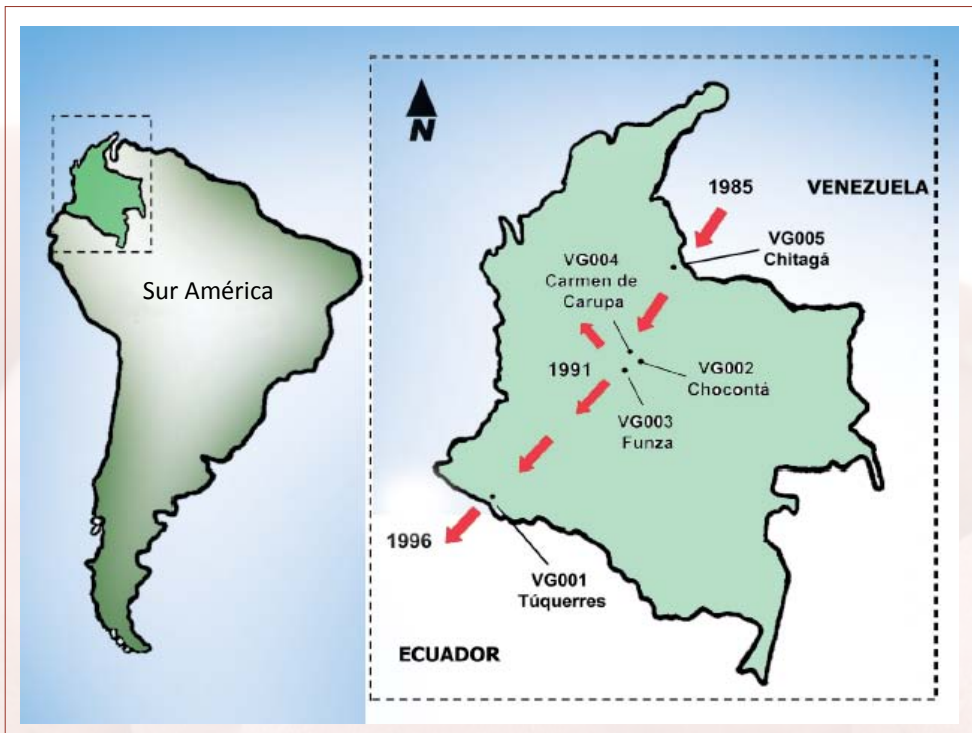 Sur América
N
1985
VENEZUELA
VG005
Chitagá
VG004
Carmen de
Carupa
1991
VG002
Chocontá
VG003
Funza
1996
VG001
Túquerres
ECUADOR